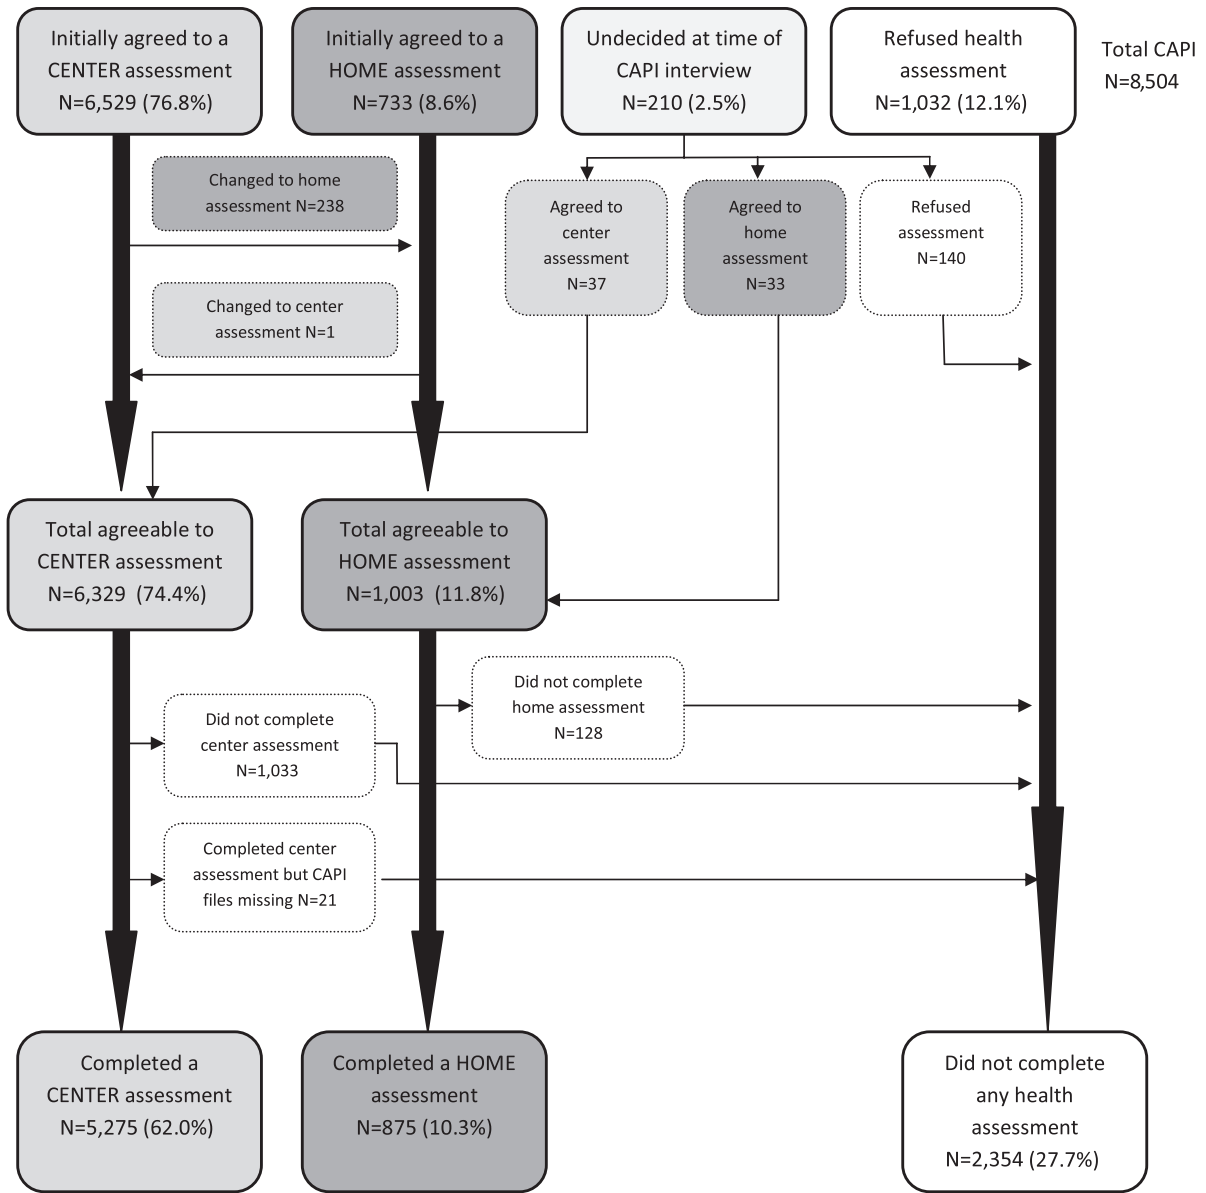 Initially agreed to a
CENTER assessment
N=6,529 (76.8%)
Initially agreed to a
HOME assessment
N=733 (8.6%)
Undecided at time of
CAPI interview
N=210 (2.5%)
Refused health
assessment
N=1,032 (12.1%)
Total CAPI
N=8,504
Changed to home
assessment N=238
Changed to center
assessment N=1
Agreed to
center
assessment
N=37
Agreed to
home
assessment
N=33
Refused
assessment
N=140
Total agreeable to
CENTER assessment
N=6,329 (74.4%)
Total agreeable to
HOME assessment
N=1,003 (11.8%)
Did not complete
home assessment
N=128
Did not complete
center assessment
N=1,033
Completed center
assessment but CAPI
files missing N=21
Completed a
CENTER assessment
N=5,275 (62.0%)
Completed a HOME
assessment
N=875 (10.3%)
Did not complete
any health
assessment
N=2,354 (27.7%)